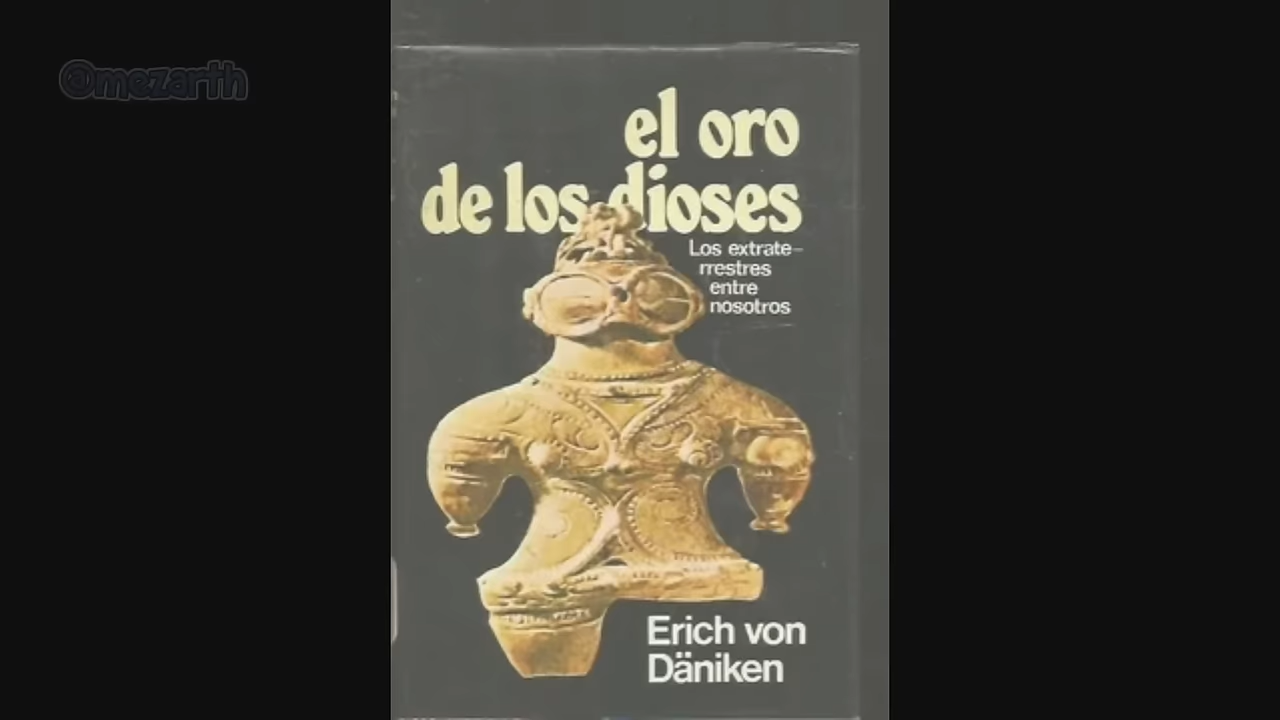 @mezarth
el oro
de los dioses
Los extrate-
rrestres
entre
nosotros
Erich von
Däniken